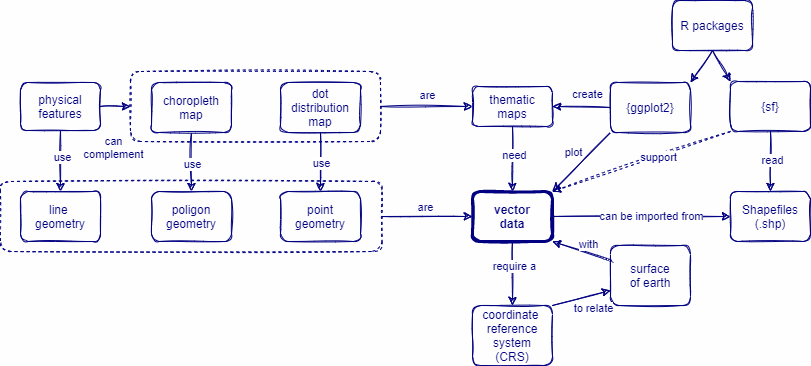 R packages
physical
features
choropleth
map
dot
distribution
map
are
thematic
maps
create
{ggplot2}
{sf}
can
complement
use
use
use
need
plot
support
read
line
geometry
poligon
geometry
point
geometry
are
vector
data
can be imported from
Shapefiles
(.shp)
require a
with
surface
of earth
to relate
coordinate
reference
system
(CRS)